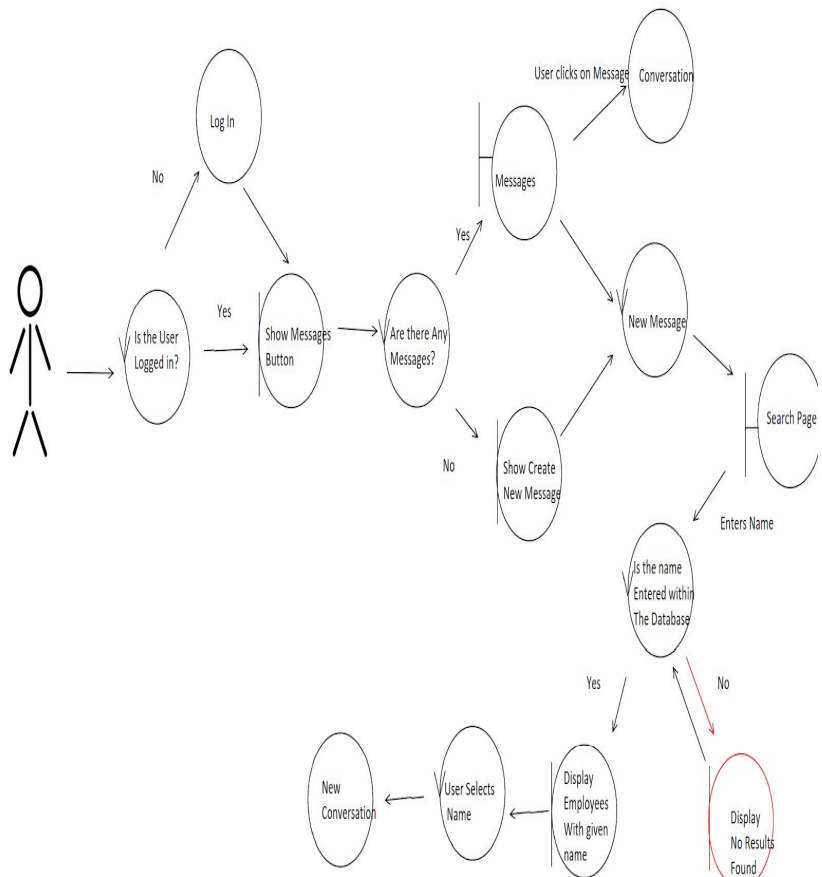 User clicks on Message
Conversation
Log In
No
Messages
Yes
Yes
Is the User
Logged in?
Show Messages
Button
Are there Any
Messages?
New Message
No
Show Create
New Message
Search Page
Enters Name
Is the name
Entered within
The Database
Yes
No
New
Conversation
User Selects
Name
Display
Employees
With given
name
Display
No Results
Found